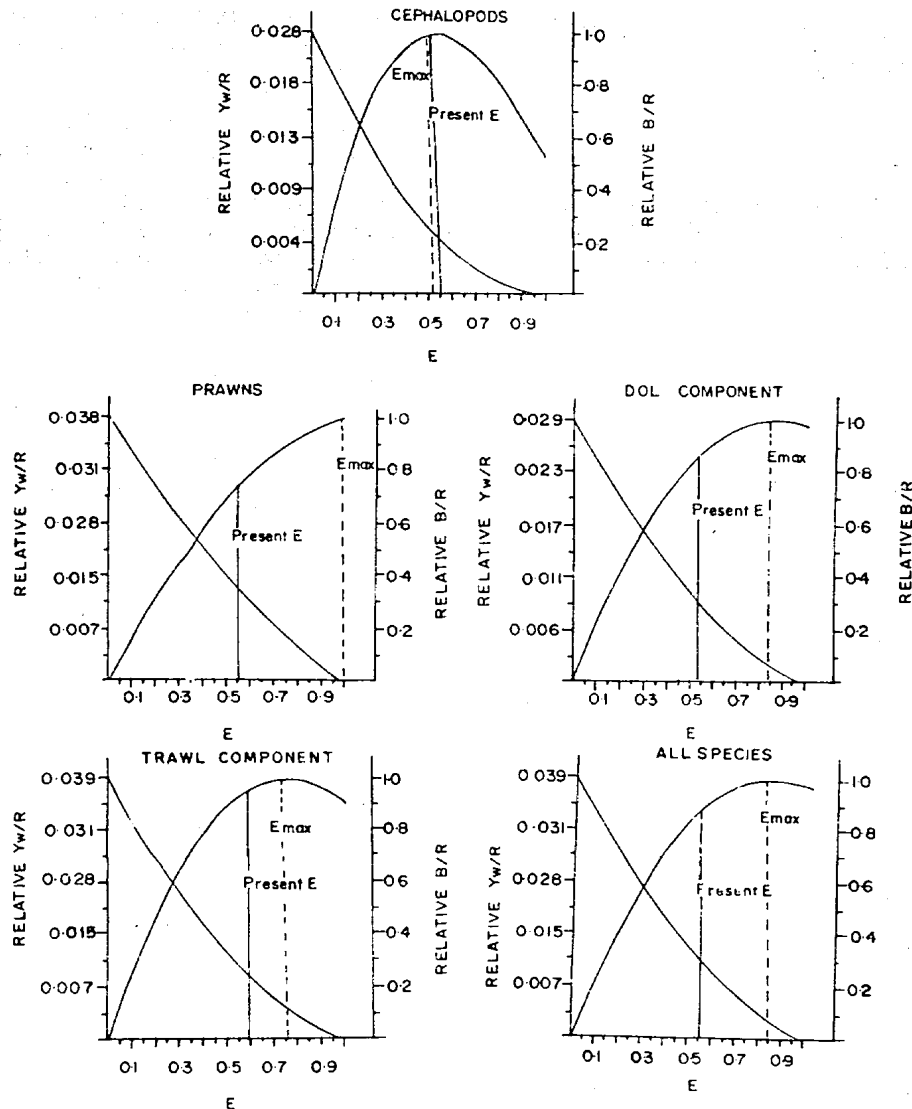 CEPHALOPODS
RELATIVE Yw/R
0·028
0·018
0·013
0·009
0·004
Emax
Present E
1·0
0·8
0·6
0·4
0·2
RELATIVE B/R
0·1 0·3 0·5 0·7 0·9
E
PRAWNS
RELATIVE Yw/R
0·038
0·031
0·028
0·015
0·007
Emax
Present E
1·0
0·8
0·6
0·4
0·2
RELATIVE B/R
0·1 0·3 0·5 0·7 0·9
E
DOL COMPONENT
RELATIVE Yw/R
0·029
0·023
0·017
0·011
0·006
Emax
Present E
1·0
0·8
0·6
0·4
0·2
RELATIVE B/R
0·1 0·3 0·5 0·7 0·9
E
TRAWL COMPONENT
RELATIVE Yw/R
0·039
0·031
0·028
0·015
0·007
Emax
Present E
1·0
0·8
0·6
0·4
0·2
RELATIVE B/R
0·1 0·3 0·5 0·7 0·9
E
ALL SPECIES
RELATIVE Yw/R
0·039
0·031
0·028
0·015
0·007
Emax
Present E
1·0
0·8
0·6
0·4
0·2
RELATIVE B/R
0·1 0·3 0·5 0·7 0·9
E